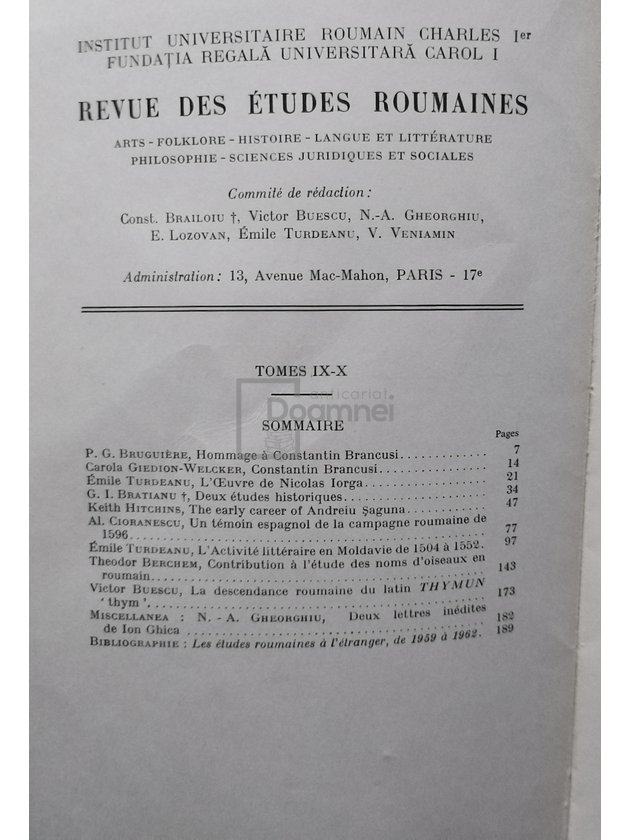 INSTITUT UNIVERSITAIRE ROUMAIN CHARLES Ier
FUNDAȚIA REGALĂ UNIVERSITARĂ CAROL I
REVUE DES ÉTUDES ROUMAINES
ARTS - FOLKLORE - HISTOIRE - LANGUE ET LITTÉRATURE
PHILOSOPHIE - SCIENCES JURIDIQUES ET SOCIALES
Commité de rédaction :
Const. BRAILOIU †, Victor BUESCU, N.-A. GHEORGHIU,
E. LOZOVAN, Émile TURDEANU, V. VENIAMIN
Administration : 13, Avenue Mac-Mahon, PARIS - 17e
TOMES IX-X
anticariat
Doamnei
SOMMAIRE
Pages
P. G. BRUGUIÈRE, Hommage à Constantin Brancusi. 7
Carola GIEDION-WELCKER, Constantin Brancusi. 14
Émile TURDEANU, L'Œuvre de Nicolas Iorga. 21
G. I. BRATIANU †, Deux études historiques. 34
Keith HITCHINS, The early career of Andreiu Şaguna. 47
Al. CIORANESCU, Un témoin espagnol de la campagne roumaine de
1596. 77
Émile TURDEANU, L'Activité littéraire en Moldavie de 1504 à 1552. 97
Theodor BERCHEM, Contribution à l'étude des noms d'oiseaux en
roumain. 143
Victor BUESCU, La descendance roumaine du latin THYMUN
' thym '. 173
MISCELLANEA : N. - A. GHEORGHIU, Deux lettres inédites
de Ion Ghica 182
BIBLIOGRAPHIE : Les études roumaines à l'étranger, de 1959 à 1962. 189